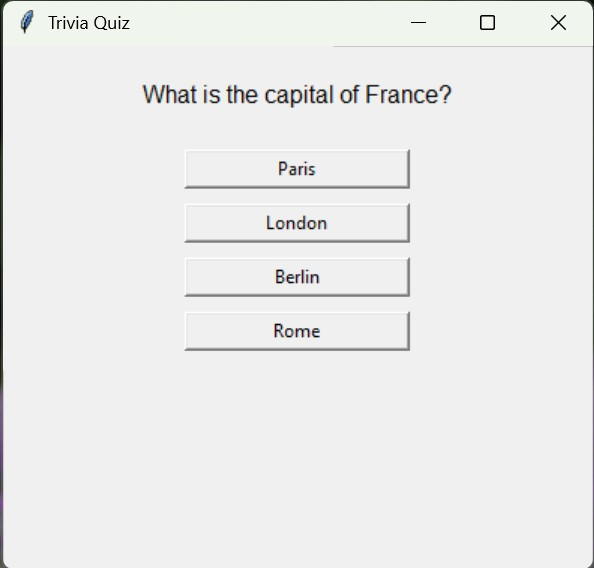 Trivia Quiz
What is the capital of France?
Paris
London
Berlin
Rome